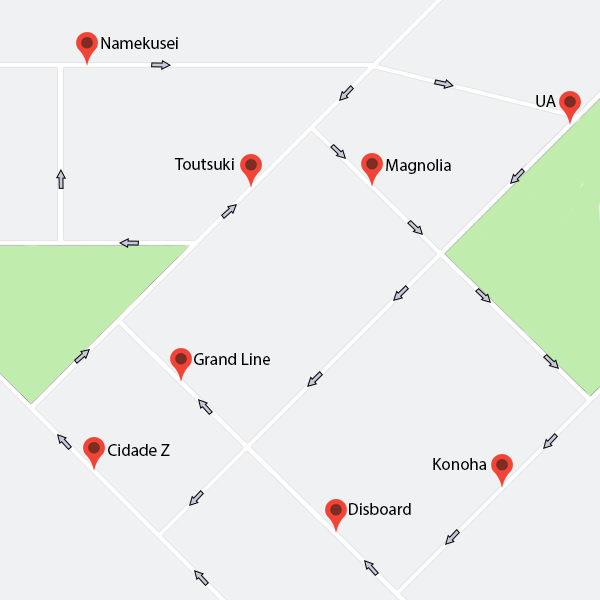 Namekusei
UA
Toutsuki
Magnolia
Grand Line
Cidade Z
Konoha
Disboard